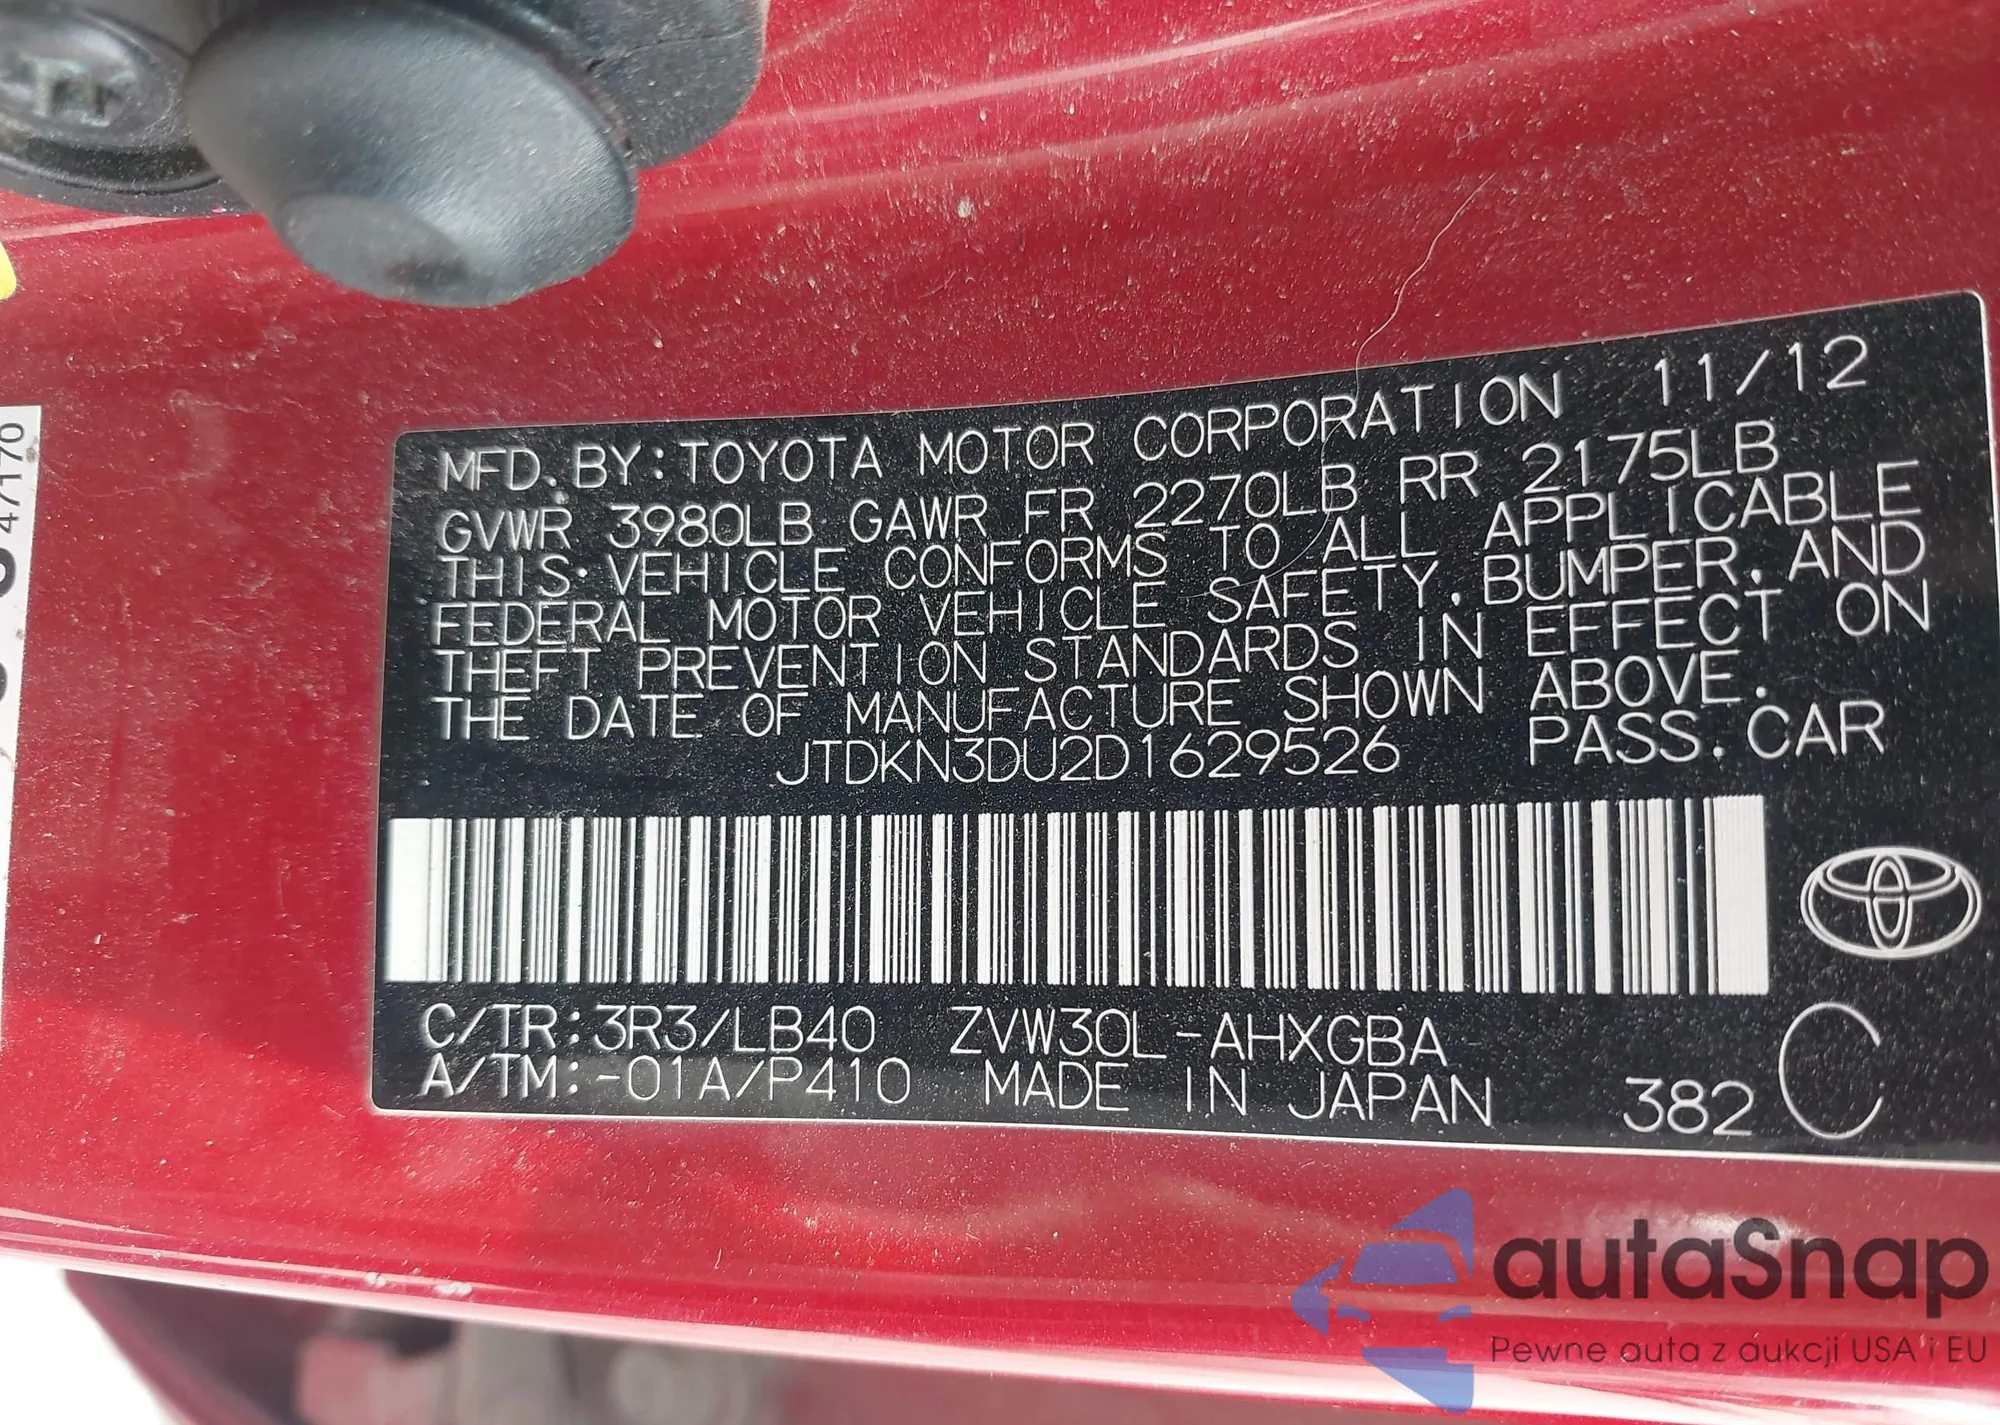 47170
MFD. BY: TOYOTA MOTOR CORPORATION 11/12
GVWR 3980LB GAWR FR 2270LB RR 2175LB
THIS VEHICLE CONFORMS TO ALL APPLICABLE
FEDERAL MOTOR VEHICLE SAFETY, BUMPER, AND
THEFT PREVENTION STANDARDS IN EFFECT ON
THE DATE OF MANUFACTURE SHOWN ABOVE.
JTDKN3DU2D1629526 PASS. CAR
C/TR: 3R3/LB40 ZVW30L-AHXGBA
A/TM: -01A/P410 MADE IN JAPAN 382 C
autaSnap
Pewne auta z aukcji USA i EU